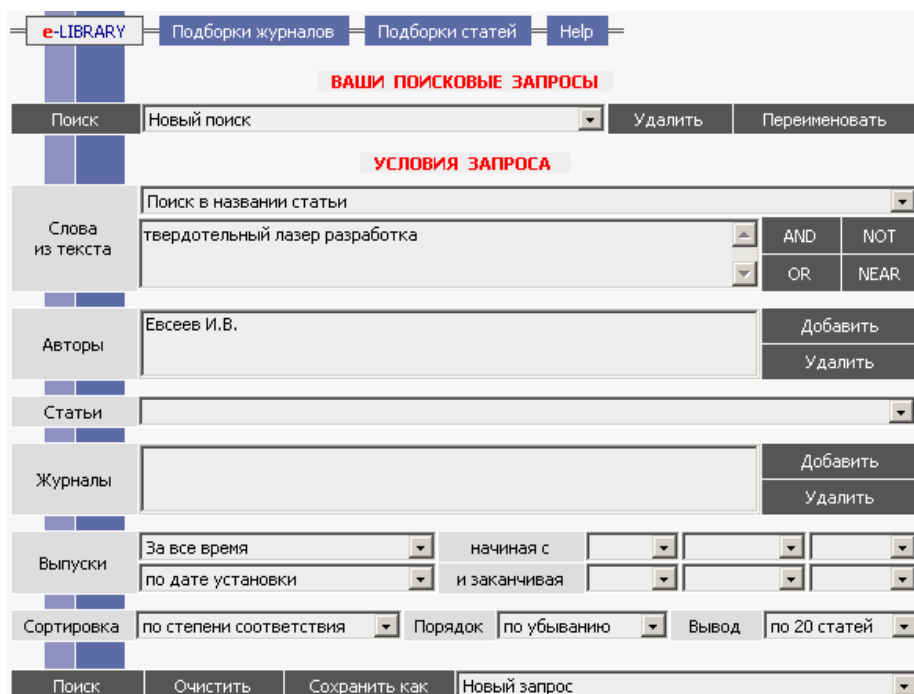 e-LIBRARY Подборки журналов Подборки статей Help
ВАШИ ПОИСКОВЫЕ ЗАПРОСЫ
Поиск Новый поиск Удалить Переименовать
УСЛОВИЯ ЗАПРОСА
Поиск в названии статьи
Слова
из текста
твердотельный лазер разработка
AND NOT
OR NEAR
Авторы
Евсеев И.В.
Добавить
Удалить
Статьи
Журналы
Добавить
Удалить
Выпуски
За все время начиная с
по дате установки и заканчивая
Сортировка по степени соответствия Порядок по убыванию Вывод по 20 статей
Поиск Очистить Сохранить как Новый запрос